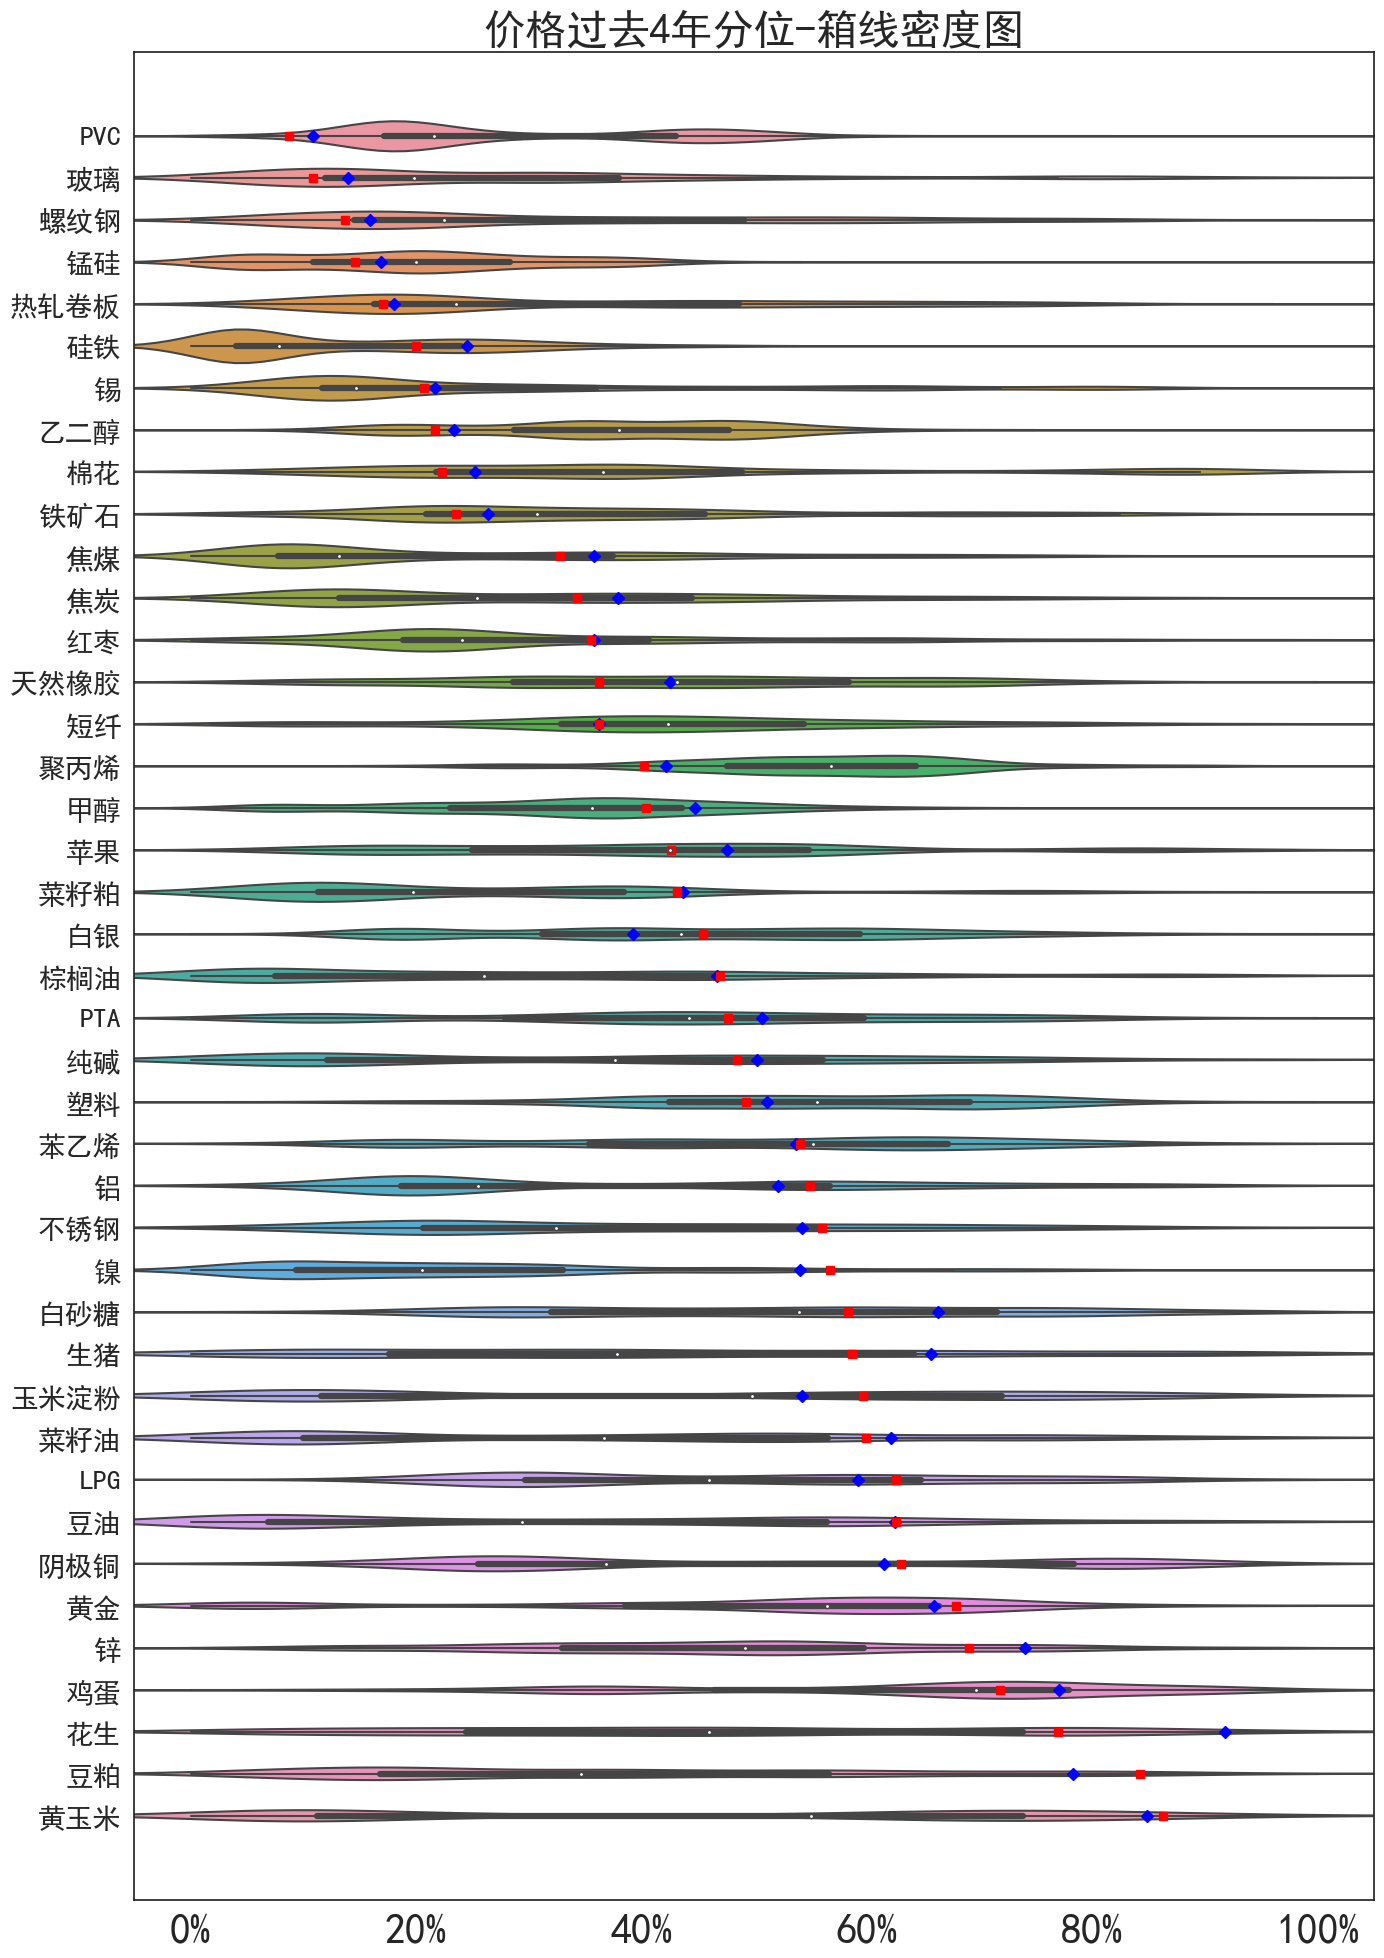 价格过去4年分位-箱线密度图
PVC
玻璃
螺纹钢
锰硅
热轧卷板
硅铁
锡
乙二醇
棉花
铁矿石
焦煤
焦炭
红枣
天然橡胶
短纤
聚丙烯
甲醇
苹果
菜籽粕
白银
棕榈油
PTA
纯碱
塑料
苯乙烯
铝
不锈钢
镍
白砂糖
生猪
玉米淀粉
菜籽油
LPG
豆油
阴极铜
黄金
锌
鸡蛋
花生
豆粕
黄玉米
0% 20% 40% 60% 80% 100%